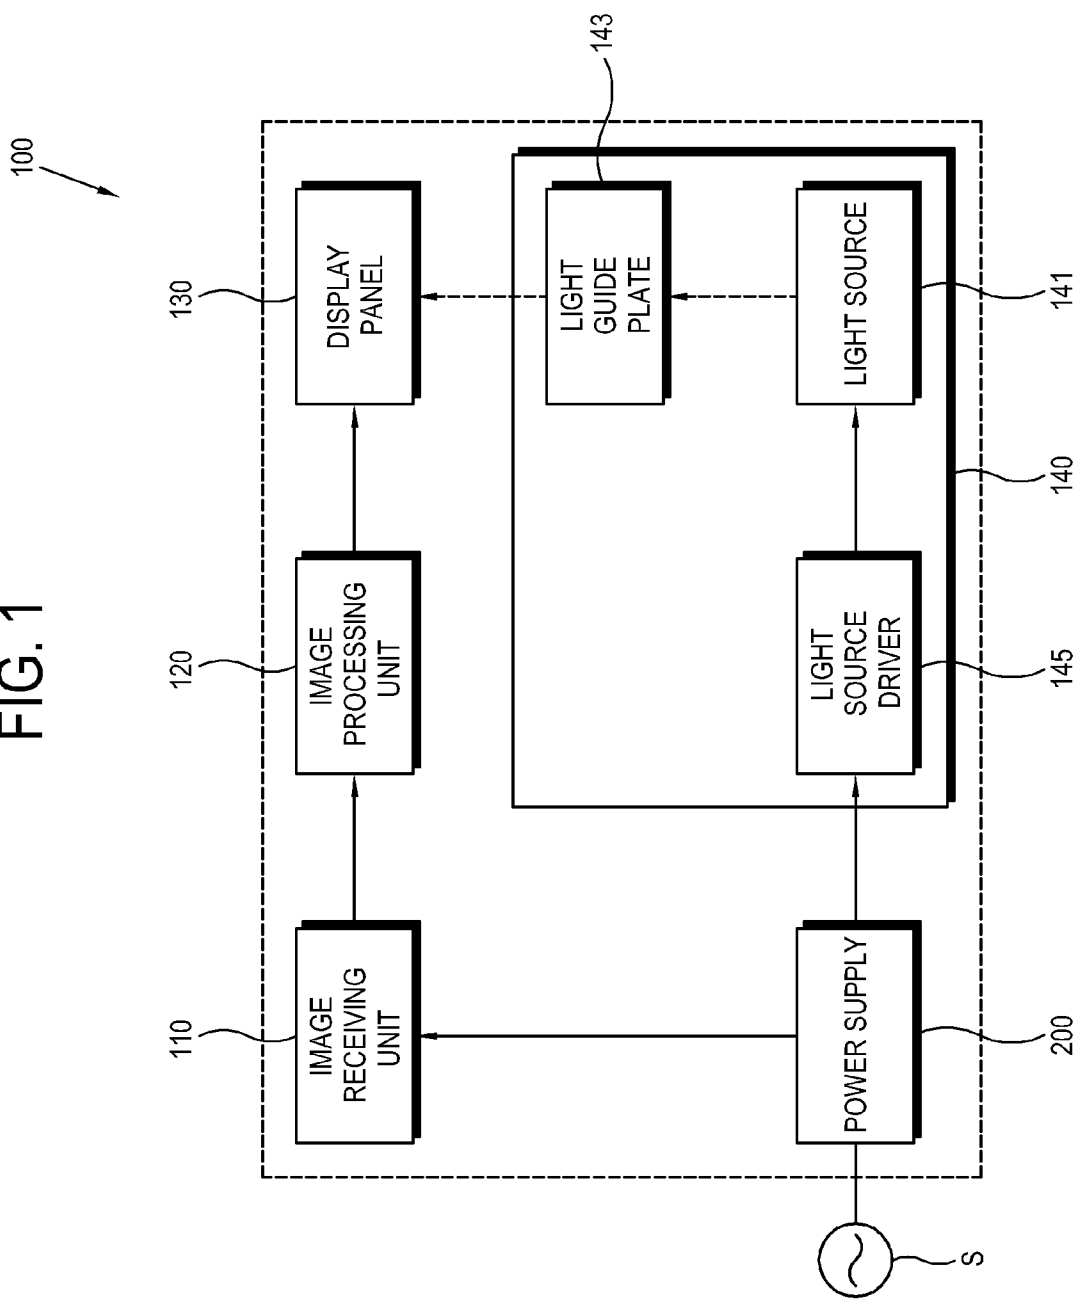 FIG. 1
100
110
120
130
IMAGE
RECEIVING
UNIT
IMAGE
PROCESSING
UNIT
DISPLAY
PANEL
143
LIGHT
GUIDE
PLATE
POWER SUPPLY
LIGHT
SOURCE
DRIVER
LIGHT SOURCE
S
200
145
140
141